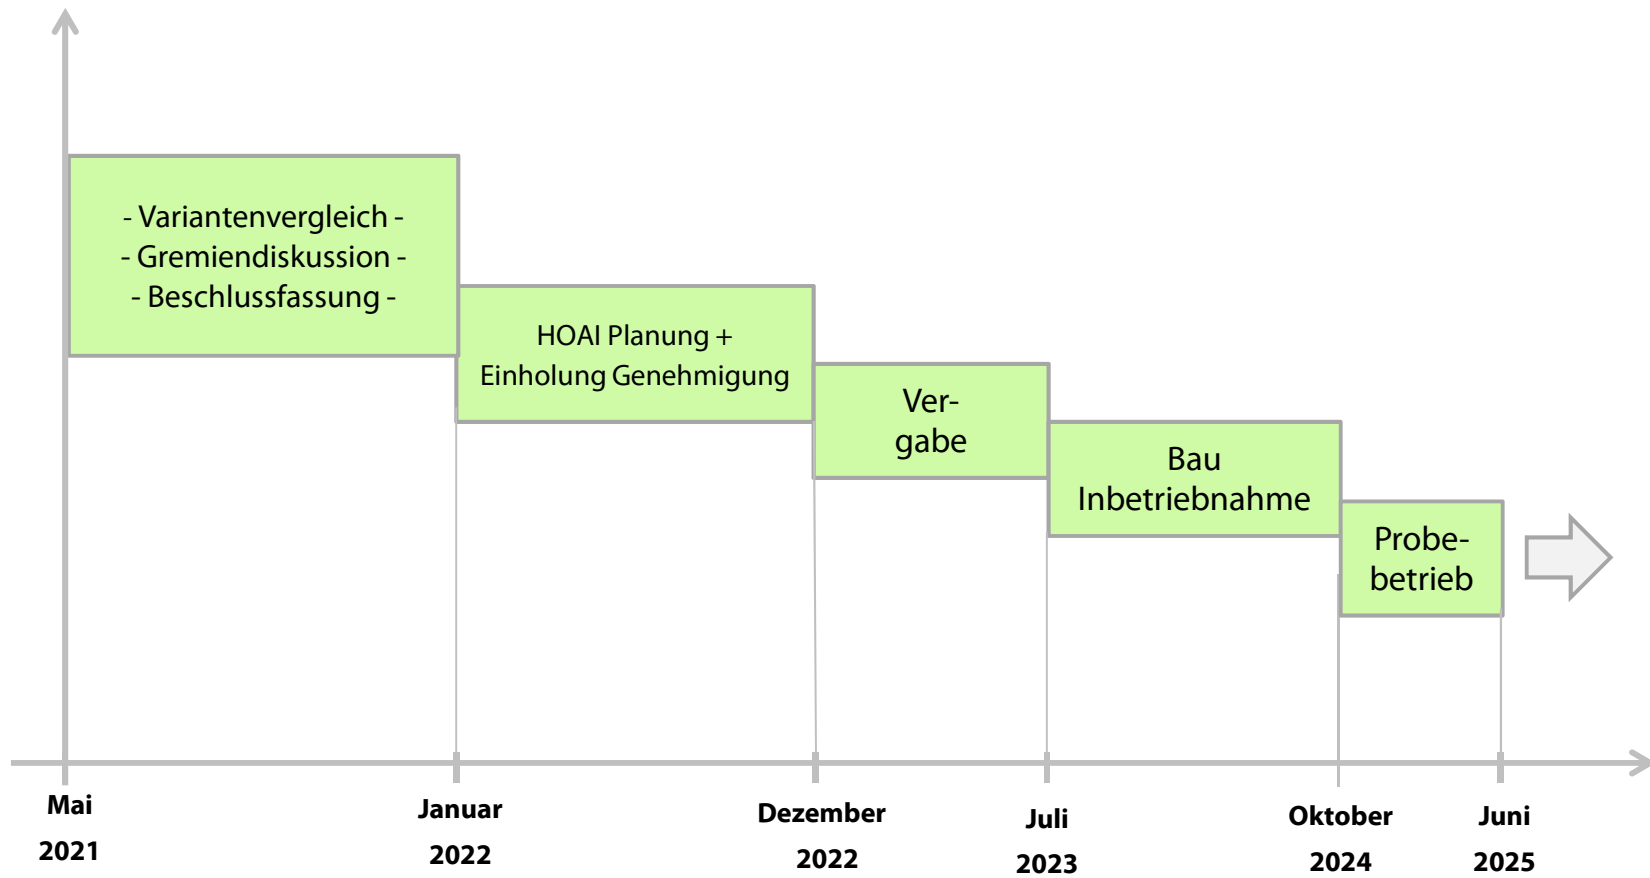 - Variantenvergleich -
- Gremiendiskussion -
- Beschlussfassung -
HOAI Planung +
Einholung Genehmigung
Ver-
gabe
Bau
Inbetriebnahme
Probe-
betrieb
Mai
2021
Januar
2022
Dezember
2022
Juli
2023
Oktober
2024
Juni
2025